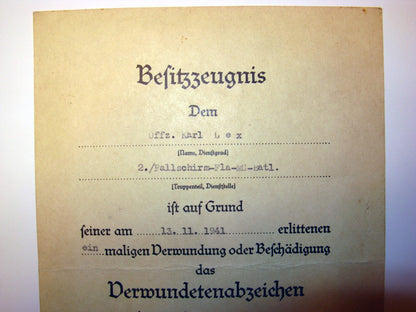 Besitzzeugnis
Dem
Uffz. Karl Lex
(Name, Dienstgrad)
2./Fallschirm-Fla-MG-Batl.
(Truppenteil, Dienststelle)
ist auf Grund
seiner am 13. 11. 1941 erlittenen
ein maligen Verwundung oder Beschädigung
das
Verwundetenabzeichen